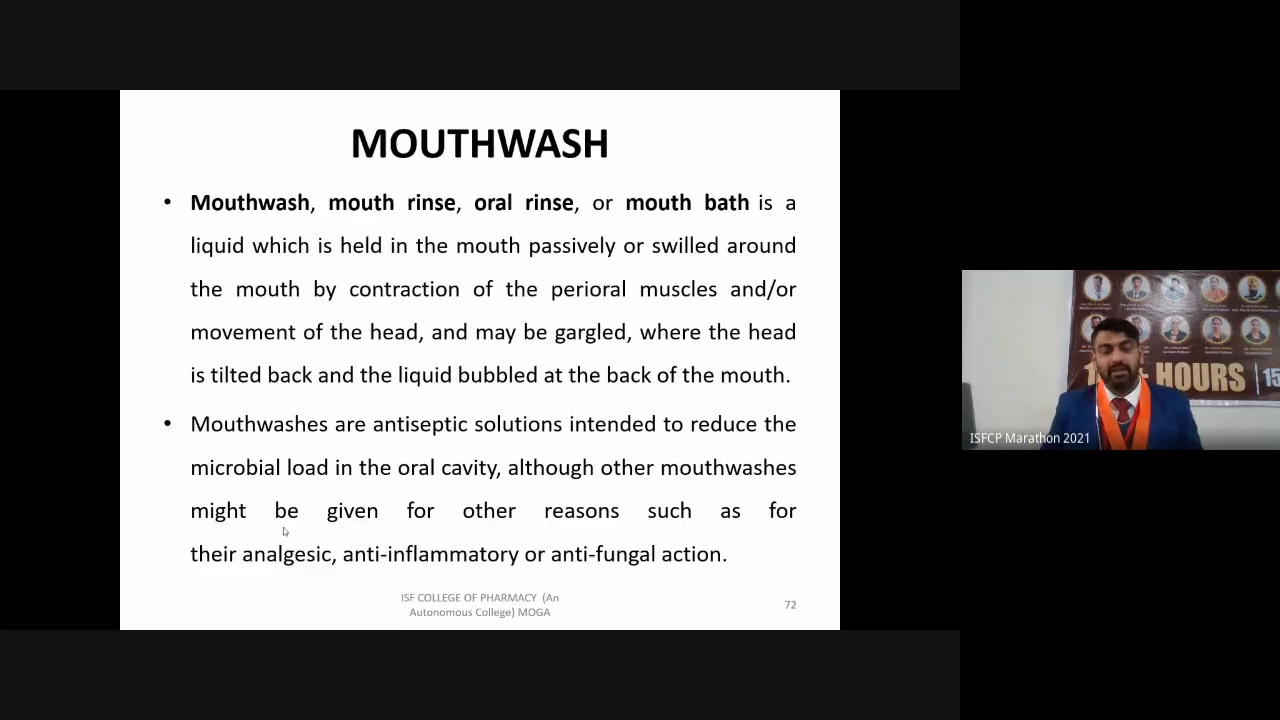 MOUTHWASH
• Mouthwash, mouth rinse, oral rinse, or mouth bath is a
liquid which is held in the mouth passively or swilled around
the mouth by contraction of the perioral muscles and/or
movement of the head, and may be gargled, where the head
is tilted back and the liquid bubbled at the back of the mouth.
• Mouthwashes are antiseptic solutions intended to reduce the
microbial load in the oral cavity, although other mouthwashes
might be given for other reasons such as for
their analgesic, anti-inflammatory or anti-fungal action.
ISF COLLEGE OF PHARMACY (An
Autonomous College) MOGA
72
HOURS
ISFCP Marathon 2021